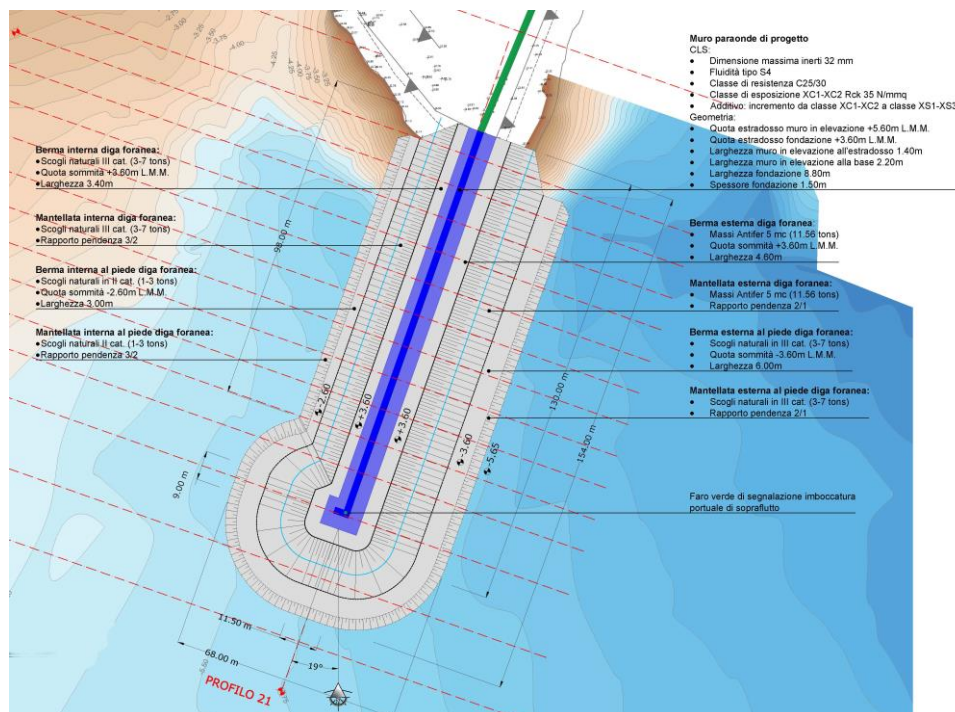 Muro paraonde di progetto
CLS:
• Dimensione massima inerti 32 mm
• Fluidità tipo S4
• Classe di resistenza C25/30
• Classe di esposizione XC1-XC2 Rck 35 N/mmq
• Additivo: incremento da classe XC1-XC2 a classe XS1-XS3
Geometria:
• Quota estradosso muro in elevazione +5.60m L.M.M.
• Quota estradosso fondazione +3.60m L.M.M.
• Larghezza muro in elevazione all'estradosso 1.40m
• Larghezza muro in elevazione alla base 2.20m
• Larghezza fondazione 8.80m
• Spessore fondazione 1.50m
Berma interna diga foranea:
•Scogli naturali III cat. (3-7 tons)
•Quota sommità +3.60m L.M.M.
•Larghezza 3.40m
Mantellata interna diga foranea:
•Scogli naturali III cat. (3-7 tons)
•Rapporto pendenza 3/2
Berma interna al piede diga foranea:
•Scogli naturali in II cat. (1-3 tons)
•Quota sommità -2.60m L.M.M.
•Larghezza 3.00m
Mantellata interna al piede diga foranea:
•Scogli naturali II cat. (1-3 tons)
•Rapporto pendenza 3/2
Berma esterna diga foranea:
• Massi Antifer 5 mc (11.56 tons)
• Quota sommità +3.60m L.M.M.
• Larghezza 4.60m
Mantellata esterna diga foranea:
• Massi Antifer 5 mc (11.56 tons)
• Rapporto pendenza 2/1
Berma esterna al piede diga foranea:
• Scogli naturali in III cat. (3-7 tons)
• Quota sommità -3.60m L.M.M.
• Larghezza 6.00m
Mantellata esterna al piede diga foranea:
• Scogli naturali in III cat. (3-7 tons)
• Rapporto pendenza 2/1
Faro verde di segnalazione imboccatura
portuale di sopraflutto
98.00 m
-2.60
+3.60
+3.60
-3.60
-5.65
130.00 m
154.00 m
9.00 m
11.50 m
68.00 m
19°
PROFILO 21